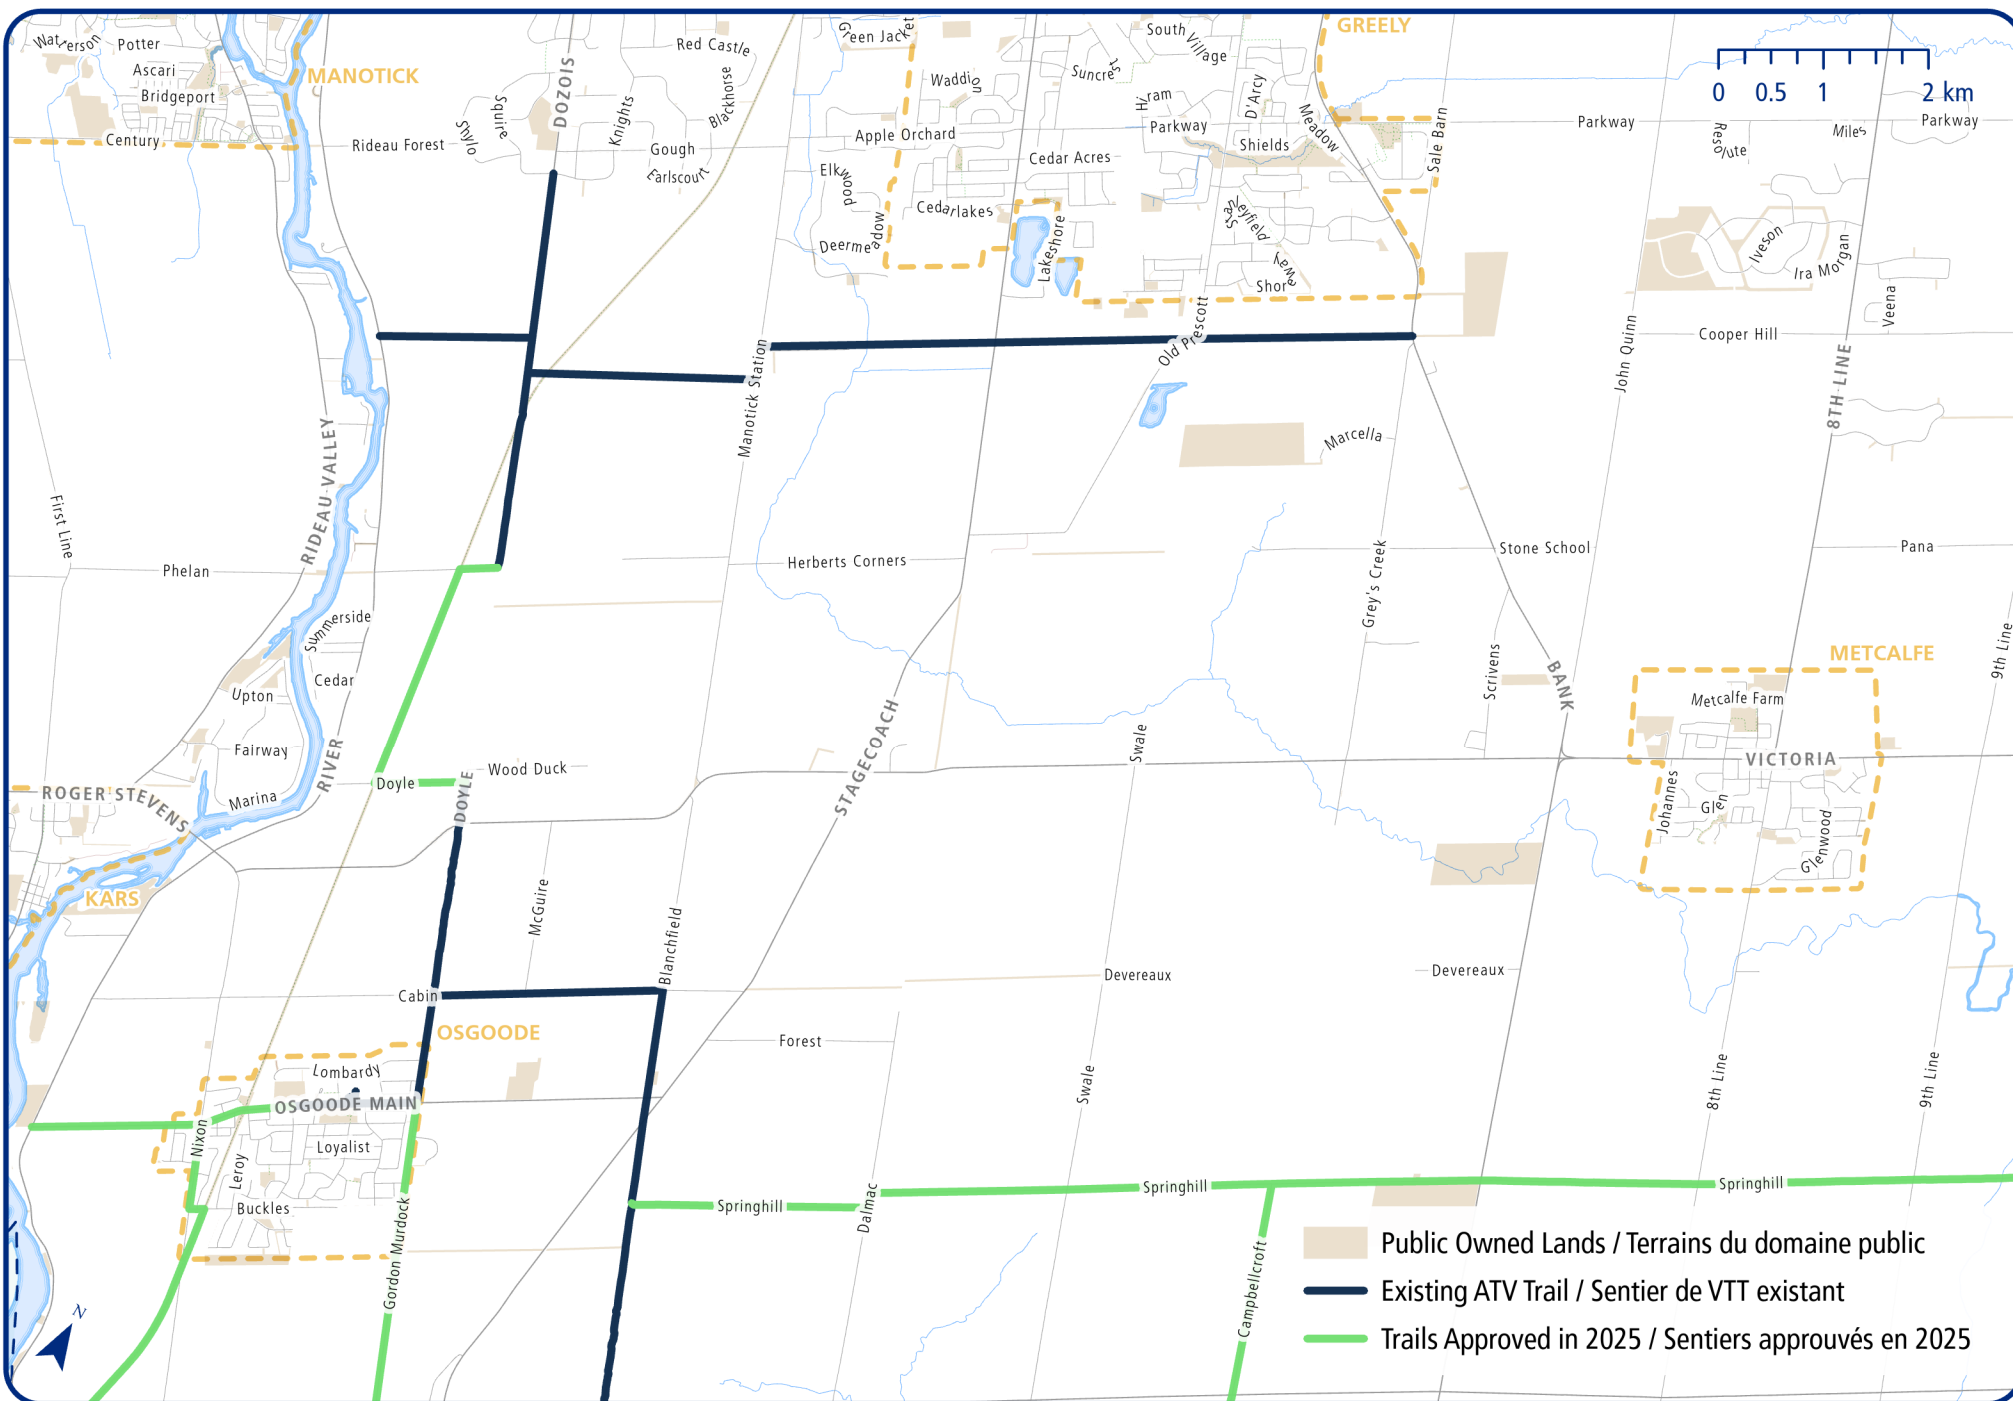 GREELY
Watterson
Potter
Green Jacket
South Village
Red Castle
MANOTICK
Ascari
Waddion
Suncrest
Bridgeport
DOZOIS
Squire
Knights
Blackhorse
Hiram
D'Arcy
Meadow
0 0.5 1 2 km
Century
Rideau Forest
Shylo
Gough
Earlscourt
Apple Orchard
Parkway
Shields
Sale Barn
Parkway
Resolute
Miles
Parkway
Cedar Acres
Elkwood
Cedarlakes
Stanleyfield
Deermeadow
Lakeshore
Shoreway
Iveson
Ira Morgan
Veena
Manotick Station
Old Prescott
John Quinn
Cooper Hill
8TH LINE
RIDEAU VALLEY
Marcella
First Line
Phelan
Herberts Corners
Grey's Creek
Stone School
Pana
Summerside
Cedar
Upton
Fairway
RIVER
STAGECOACH
Swale
Scrivens
BANK
METCALFE
9th Line
Metcalfe Farm
VICTORIA
Johannes
Glen
Glenwood
ROGER STEVENS
Marina
Doyle
DOYLE
Wood Duck
KARS
McGuire
Blanchfield
Cabin
Devereaux
Devereaux
OSGOODE
Forest
Lombardy
OSGOODE MAIN
Swale
8th Line
9th Line
Nixon
Leroy
Loyalist
Buckles
Gordon Murdock
Springhill
Dalmac
Springhill
Springhill
Campbellcroft
N
Public Owned Lands / Terrains du domaine public
Existing ATV Trail / Sentier de VTT existant
Trails Approved in 2025 / Sentiers approuvés en 2025